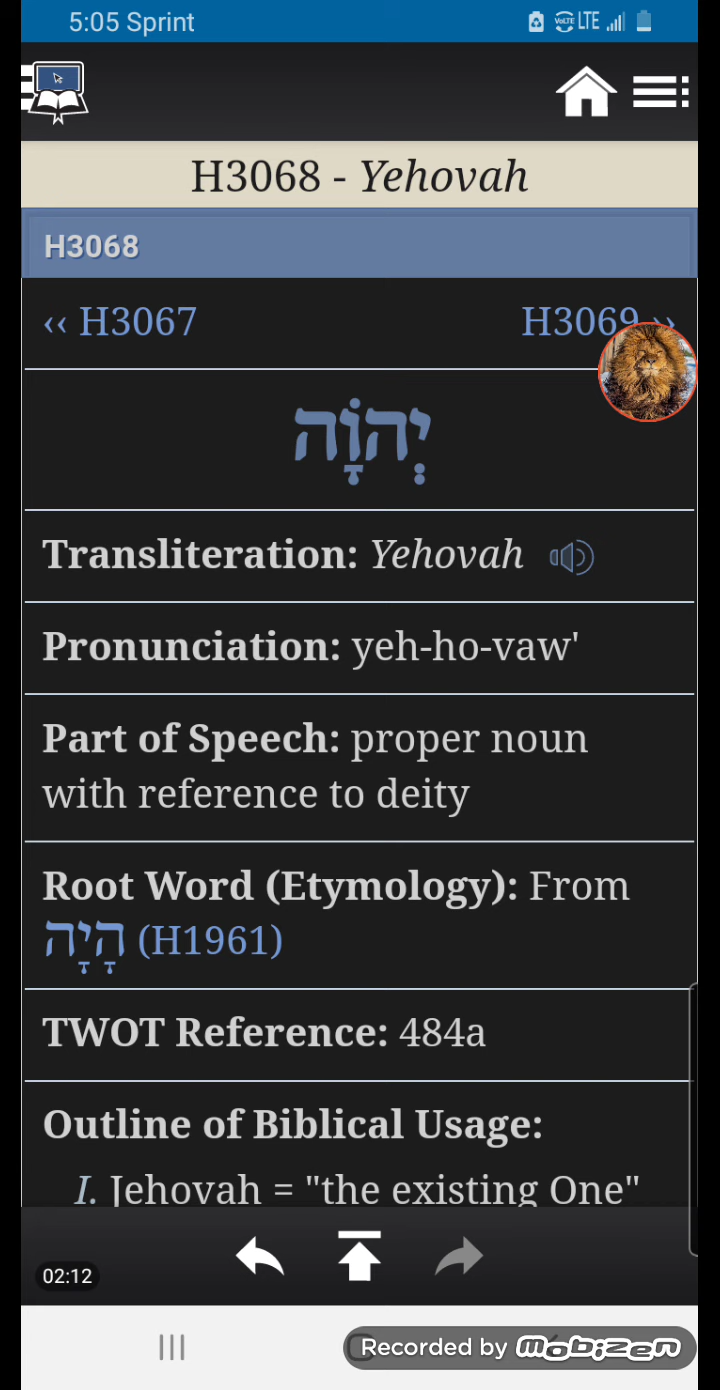 5:05 Sprint VoLTE LTE
H3068 - Yehovah
H3068
‹‹ H3067 H3069 ››
יְהֹוָה
Transliteration: Yehovah
Pronunciation: yeh-ho-vaw'
Part of Speech: proper noun
with reference to deity
Root Word (Etymology): From
הָיָה (H1961)
TWOT Reference: 484a
Outline of Biblical Usage:
I. Jehovah = "the existing One"
02:12
Recorded by mobizen